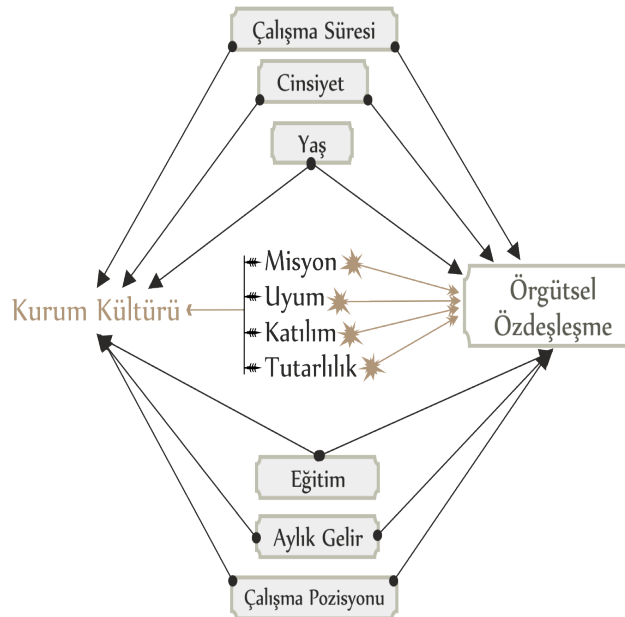 Çalışma Süresi
Cinsiyet
Yaş
Misyon
Uyum
Katılım
Tutarlılık
Kurum Kültürü
Örgütsel
Özdeşleşme
Eğitim
Aylık Gelir
Çalışma Pozisyonu